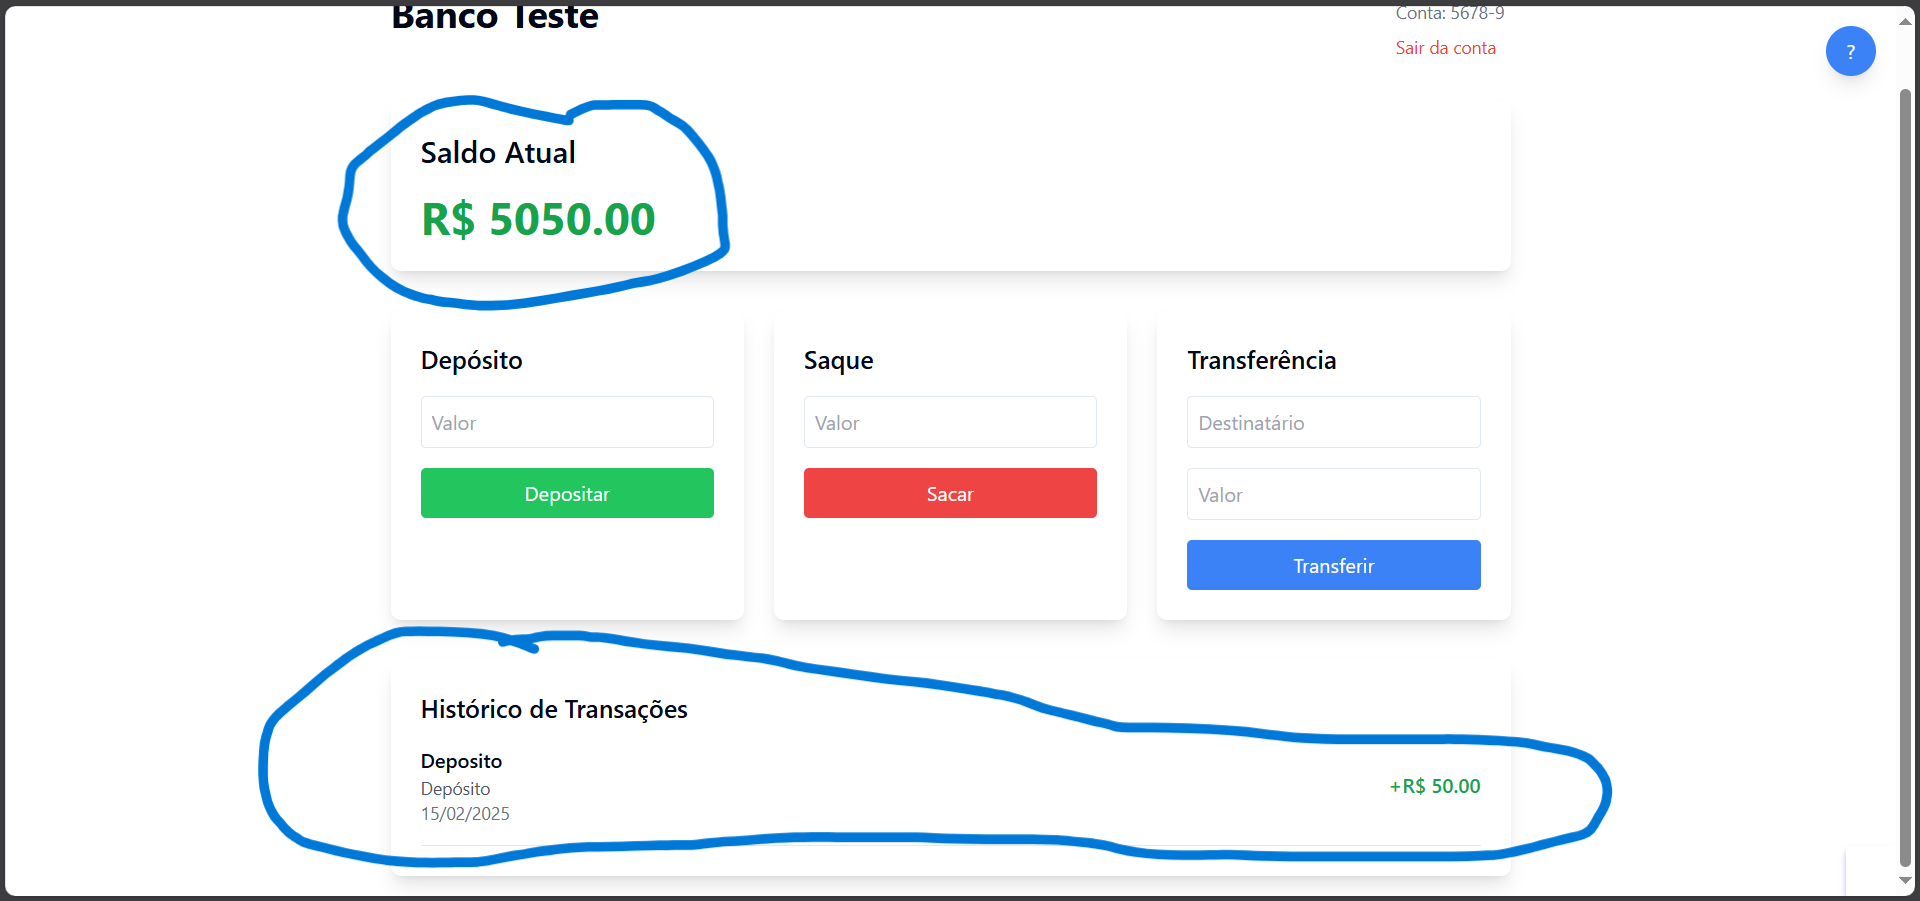 Banco Teste
Conta: 5678-9
Sair da conta
?
Saldo Atual
R$ 5050.00
Depósito
Valor
Depositar
Saque
Valor
Sacar
Transferência
Destinatário
Valor
Transferir
Histórico de Transações
Deposito
Depósito
15/02/2025
+R$ 50.00